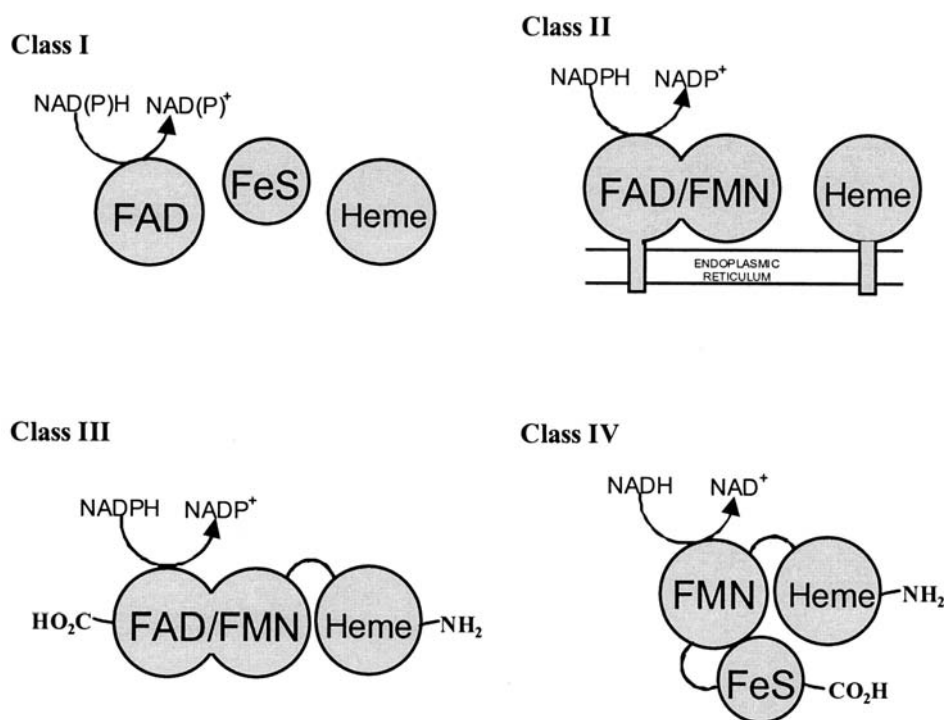 Class I
NAD(P)H NAD(P)⁺
FAD
FeS
Heme
Class II
NADPH NADP⁺
FAD/FMN
Heme
ENDOPLASMIC
RETICULUM
Class III
NADPH NADP⁺
HO₂C
FAD/FMN
Heme
NH₂
Class IV
NADH NAD⁺
FMN
Heme
NH₂
FeS
CO₂H